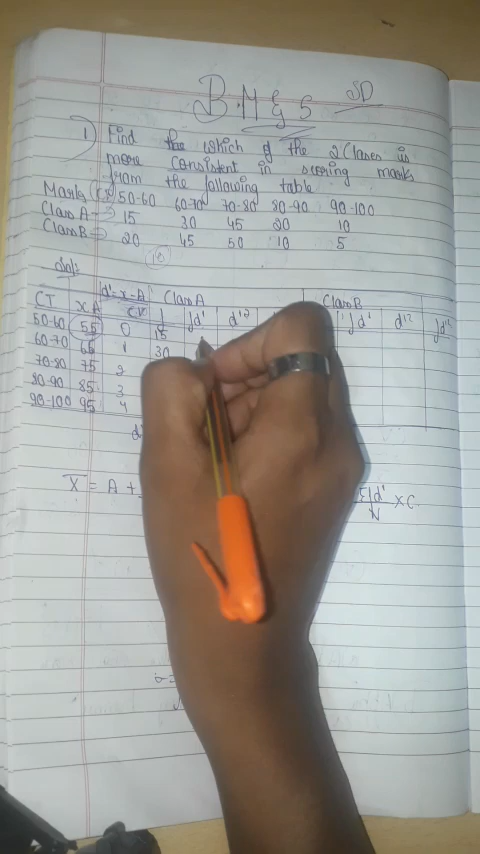 B.M & S SD
1) Find the which of the 2 Classes is
more consistent in scoring marks
from the following table
Marks 50-60 60-70 70-80 80-90 90-100
Class A => 15 30 45 20 10
Class B => 20 45 50 10 5
10
Soln:
d'= x-A Class A Class B
CI x A C.V f fd' d'2 fd' d'2 fd'2
50-60 55 0 15
60-70 65 1 30
70-80 75 2
80-90 85 3
90-100 95 4
X = A + Σfd' x C
N
σ=